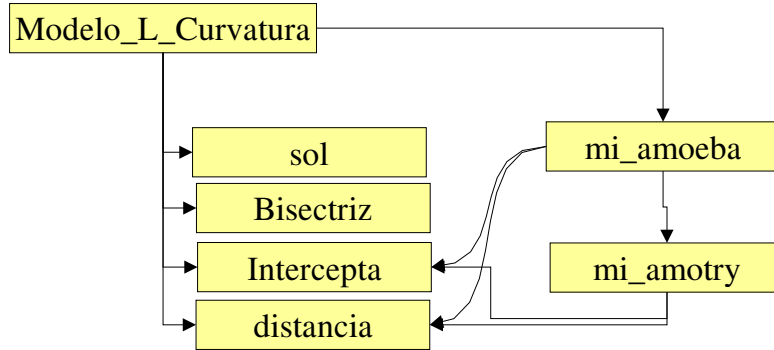 Modelo_L_Curvatura
sol
mi_amoeba
Bisectriz
Intercepta
mi_amotry
distancia